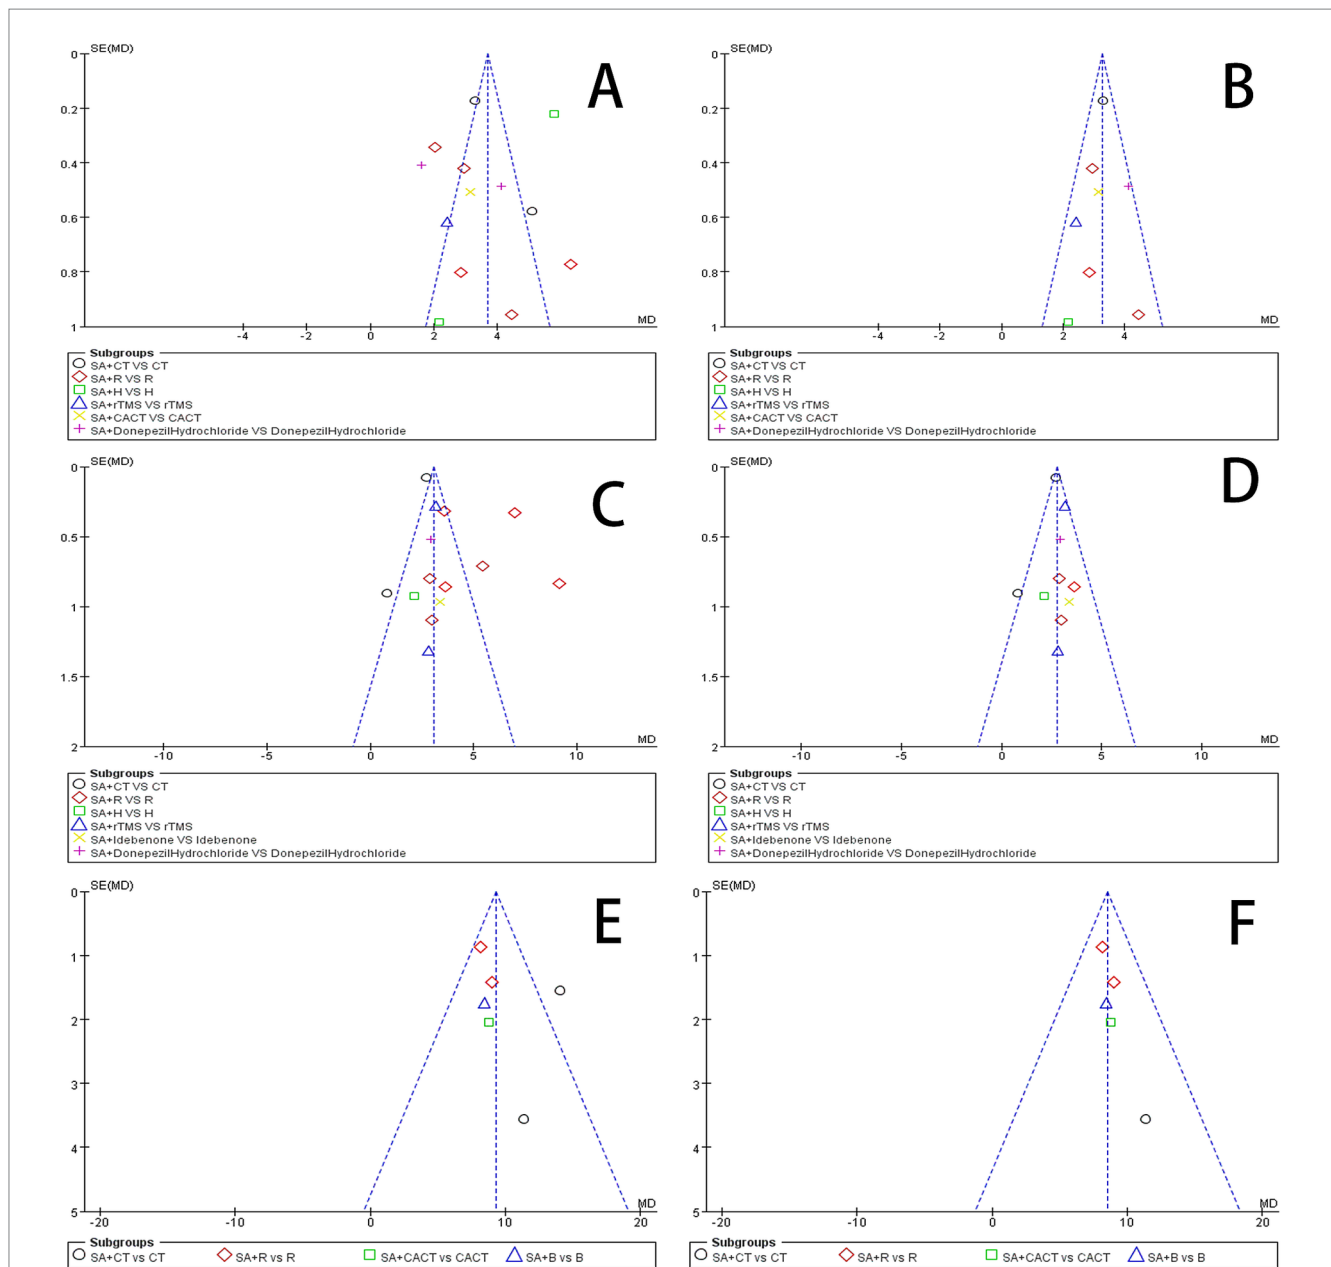 SE(MD)
A
0
0.2
0.4
0.6
0.8
1
-4
-2
0
2
4
MD
Subgroups
SA+CT VS CT
SA+R VS R
SA+H VS H
SA+rTMS VS rTMS
SA+CACT VS CACT
SA+DonepezilHydrochloride VS DonepezilHydrochloride
SE(MD)
B
0
0.2
0.4
0.6
0.8
1
-4
-2
0
2
4
MD
Subgroups
SA+CT VS CT
SA+R VS R
SA+H VS H
SA+rTMS VS rTMS
SA+CACT VS CACT
SA+DonepezilHydrochloride VS DonepezilHydrochloride
SE(MD)
C
0
0.5
1
1.5
2
-10
-5
0
5
10
MD
Subgroups
SA+CT VS CT
SA+R VS R
SA+H VS H
SA+rTMS VS rTMS
SA+Idebenone VS Idebenone
SA+DonepezilHydrochloride VS DonepezilHydrochloride
SE(MD)
D
0
0.5
1
1.5
2
-10
-5
0
5
10
MD
Subgroups
SA+CT VS CT
SA+R VS R
SA+H VS H
SA+rTMS VS rTMS
SA+Idebenone VS Idebenone
SA+DonepezilHydrochloride VS DonepezilHydrochloride
SE(MD)
E
0
1
2
3
4
5
-20
-10
0
10
20
MD
Subgroups
SA+CT vs CT SA+R vs R SA+CACT vs CACT SA+B vs B
SE(MD)
F
0
1
2
3
4
5
-20
-10
0
10
20
MD
Subgroups
SA+CT vs CT SA+R vs R SA+CACT vs CACT SA+B vs B